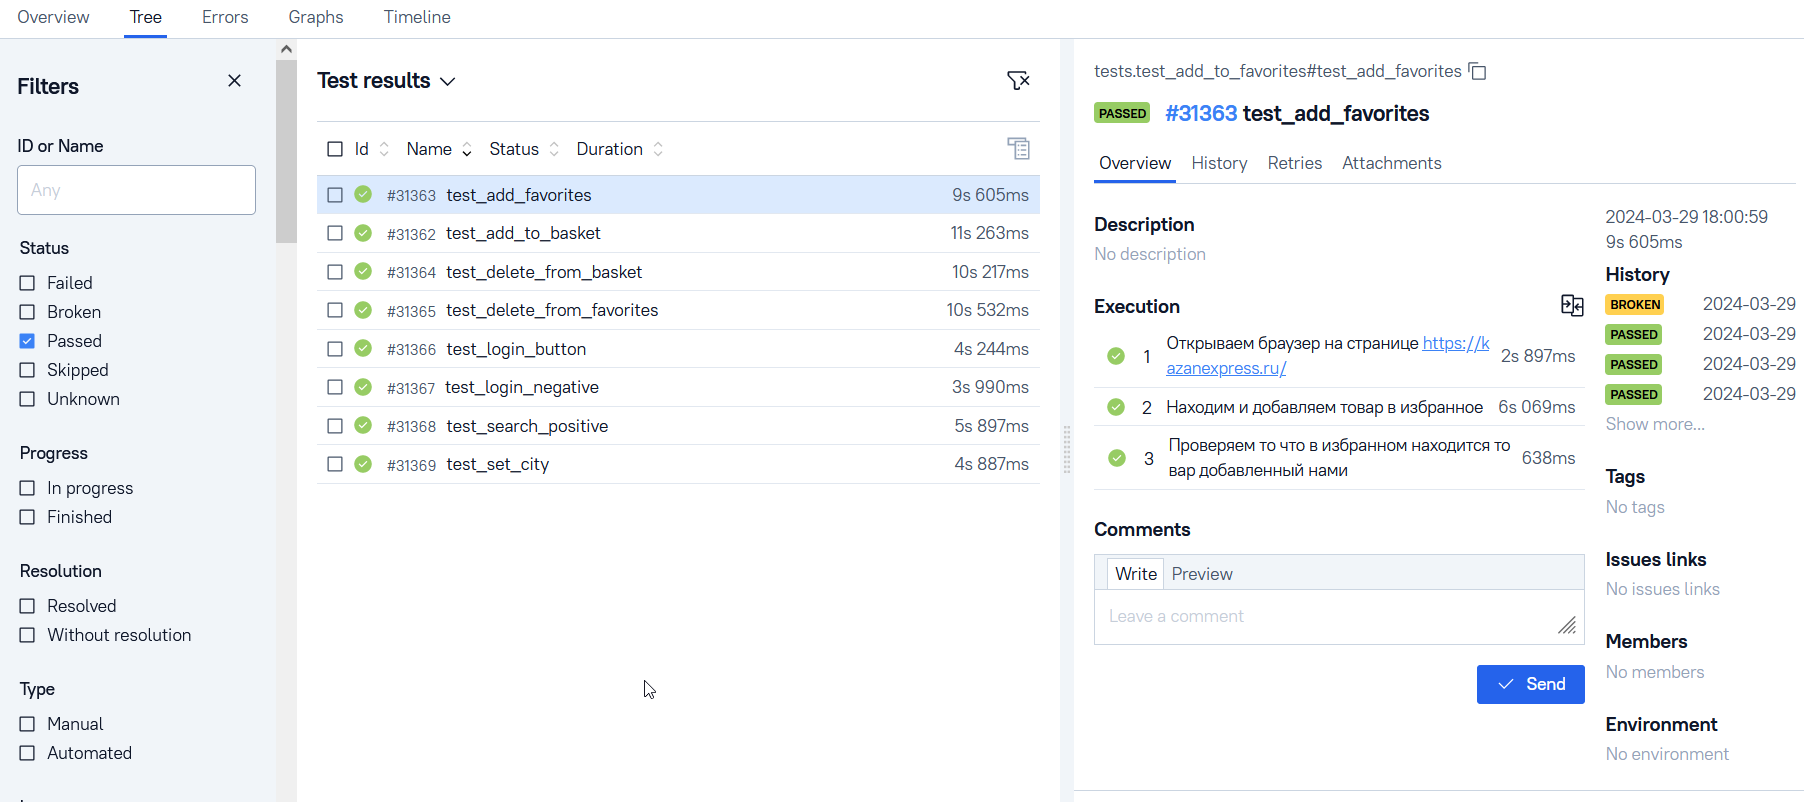 Overview Tree Errors Graphs Timeline
Filters
ID or Name
Any
Status
Failed
Broken
Passed
Skipped
Unknown
Progress
In progress
Finished
Resolution
Resolved
Without resolution
Type
Manual
Automated
Test results
Id Name Status Duration
#31363 test_add_favorites 9s 605ms
#31362 test_add_to_basket 11s 263ms
#31364 test_delete_from_basket 10s 217ms
#31365 test_delete_from_favorites 10s 532ms
#31366 test_login_button 4s 244ms
#31367 test_login_negative 3s 990ms
#31368 test_search_positive 5s 897ms
#31369 test_set_city 4s 887ms
tests.test_add_to_favorites#test_add_favorites
PASSED #31363 test_add_favorites
Overview History Retries Attachments
Description
No description
Execution
1 Открываем браузер на странице https://k
azanexpress.ru/
2s 897ms
2 Находим и добавляем товар в избранное 6s 069ms
3 Проверяем то что в избранном находится то
вар добавленный нами
638ms
Comments
Write Preview
Leave a comment
Send
2024-03-29 18:00:59
9s 605ms
History
BROKEN 2024-03-29
PASSED 2024-03-29
PASSED 2024-03-29
PASSED 2024-03-29
Show more...
Tags
No tags
Issues links
No issues links
Members
No members
Environment
No environment